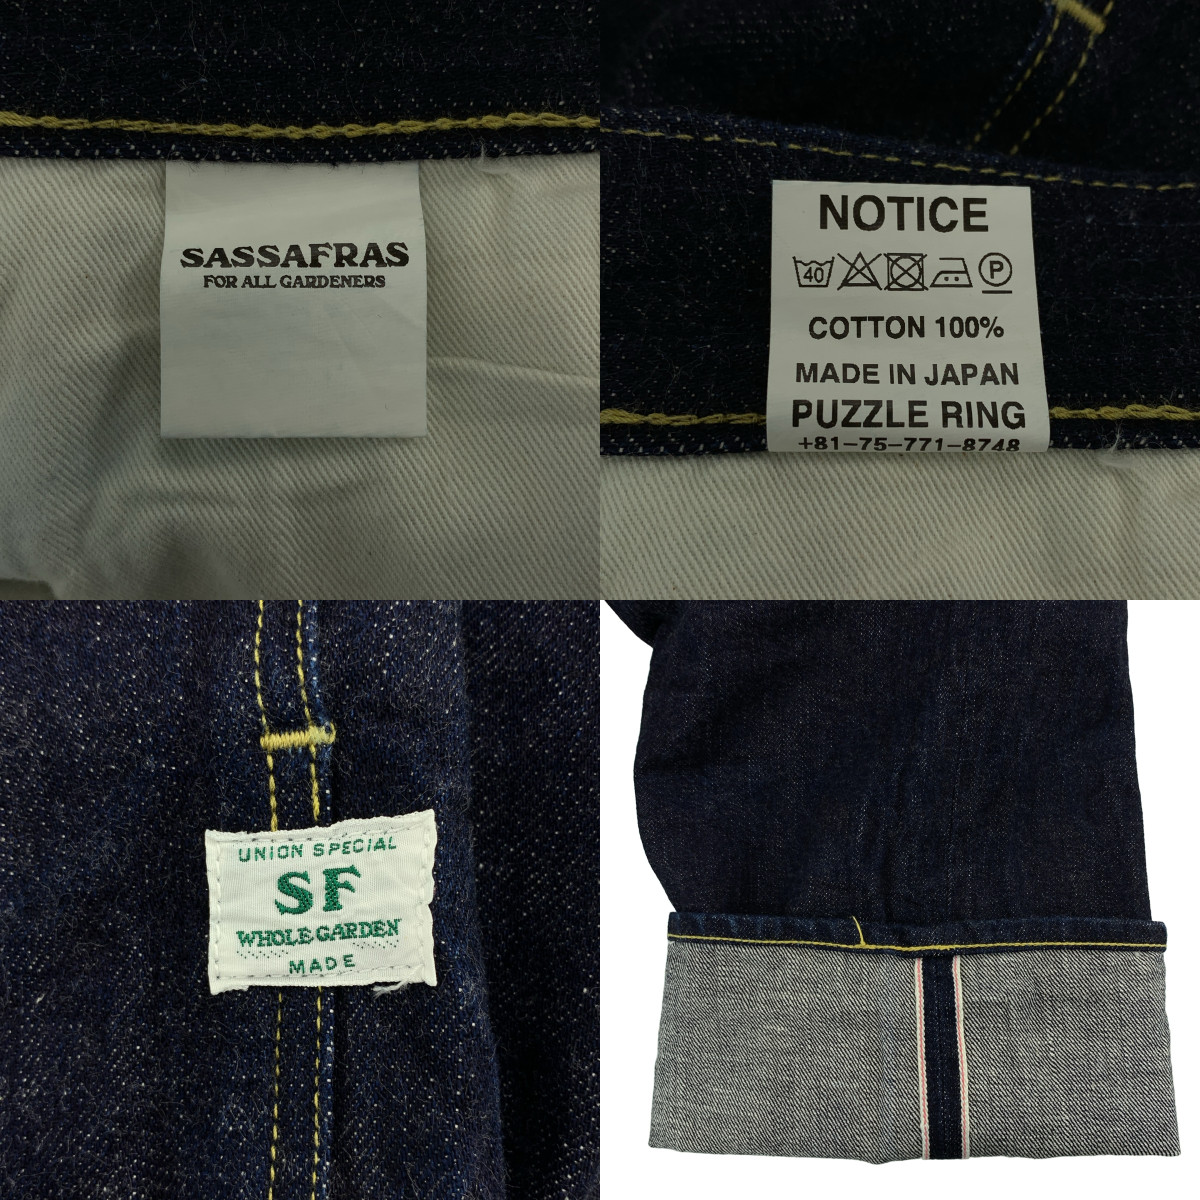 SASSAFRAS
FOR ALL GARDENERS
NOTICE
40 P
COTTON 100%
MADE IN JAPAN
PUZZLE RING
+81-75-771-8748
UNION SPECIAL
SF
WHOLE GARDEN
MADE